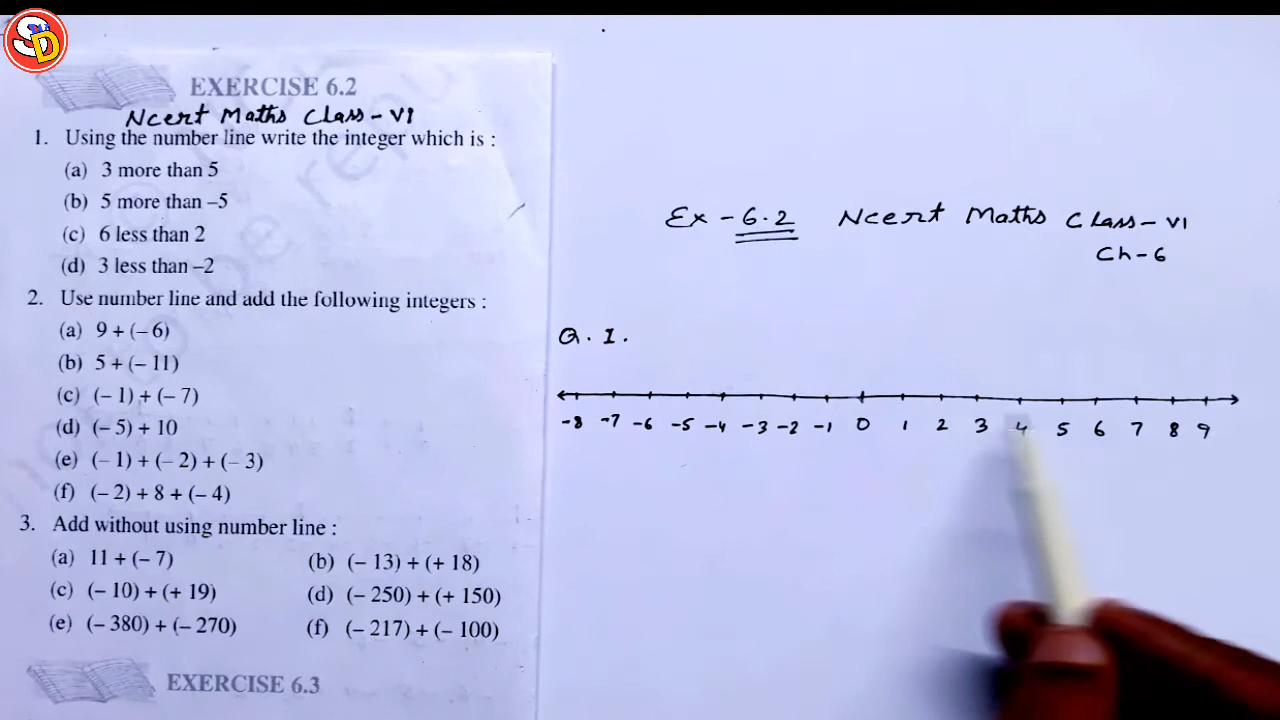 SD
EXERCISE 6.2
Ncert Maths Class - VI
1. Using the number line write the integer which is :
(a) 3 more than 5
(b) 5 more than –5
(c) 6 less than 2
(d) 3 less than –2
2. Use number line and add the following integers :
(a) 9 + (– 6)
(b) 5 + (– 11)
(c) (– 1) + (– 7)
(d) (– 5) + 10
(e) (– 1) + (– 2) + (– 3)
(f) (– 2) + 8 + (– 4)
3. Add without using number line :
(a) 11 + (– 7) (b) (– 13) + (+ 18)
(c) (– 10) + (+ 19) (d) (– 250) + (+ 150)
(e) (– 380) + (– 270) (f) (– 217) + (– 100)
EXERCISE 6.3
Ex - 6.2 Ncert Maths Class - VI
Ch - 6
Q. 1.
-8 -7 -6 -5 -4 -3 -2 -1 0 1 2 3 4 5 6 7 8 9